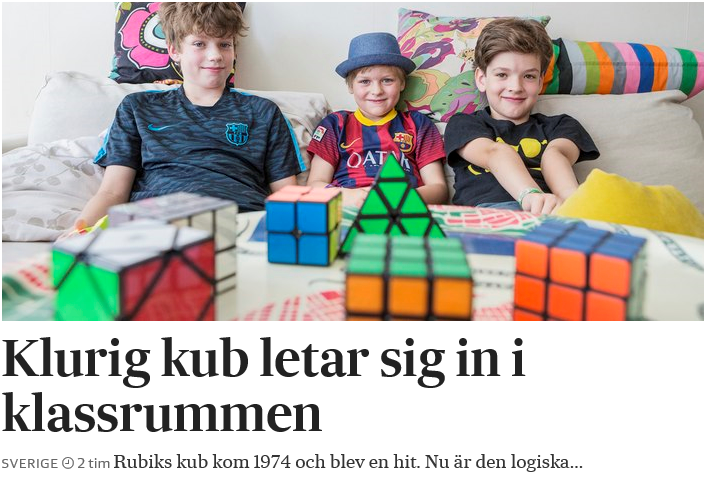 QATAR
Klurig kub letar sig in i
klassrummen
SVERIGE 2 tim Rubiks kub kom 1974 och blev en hit. Nu är den logiska...